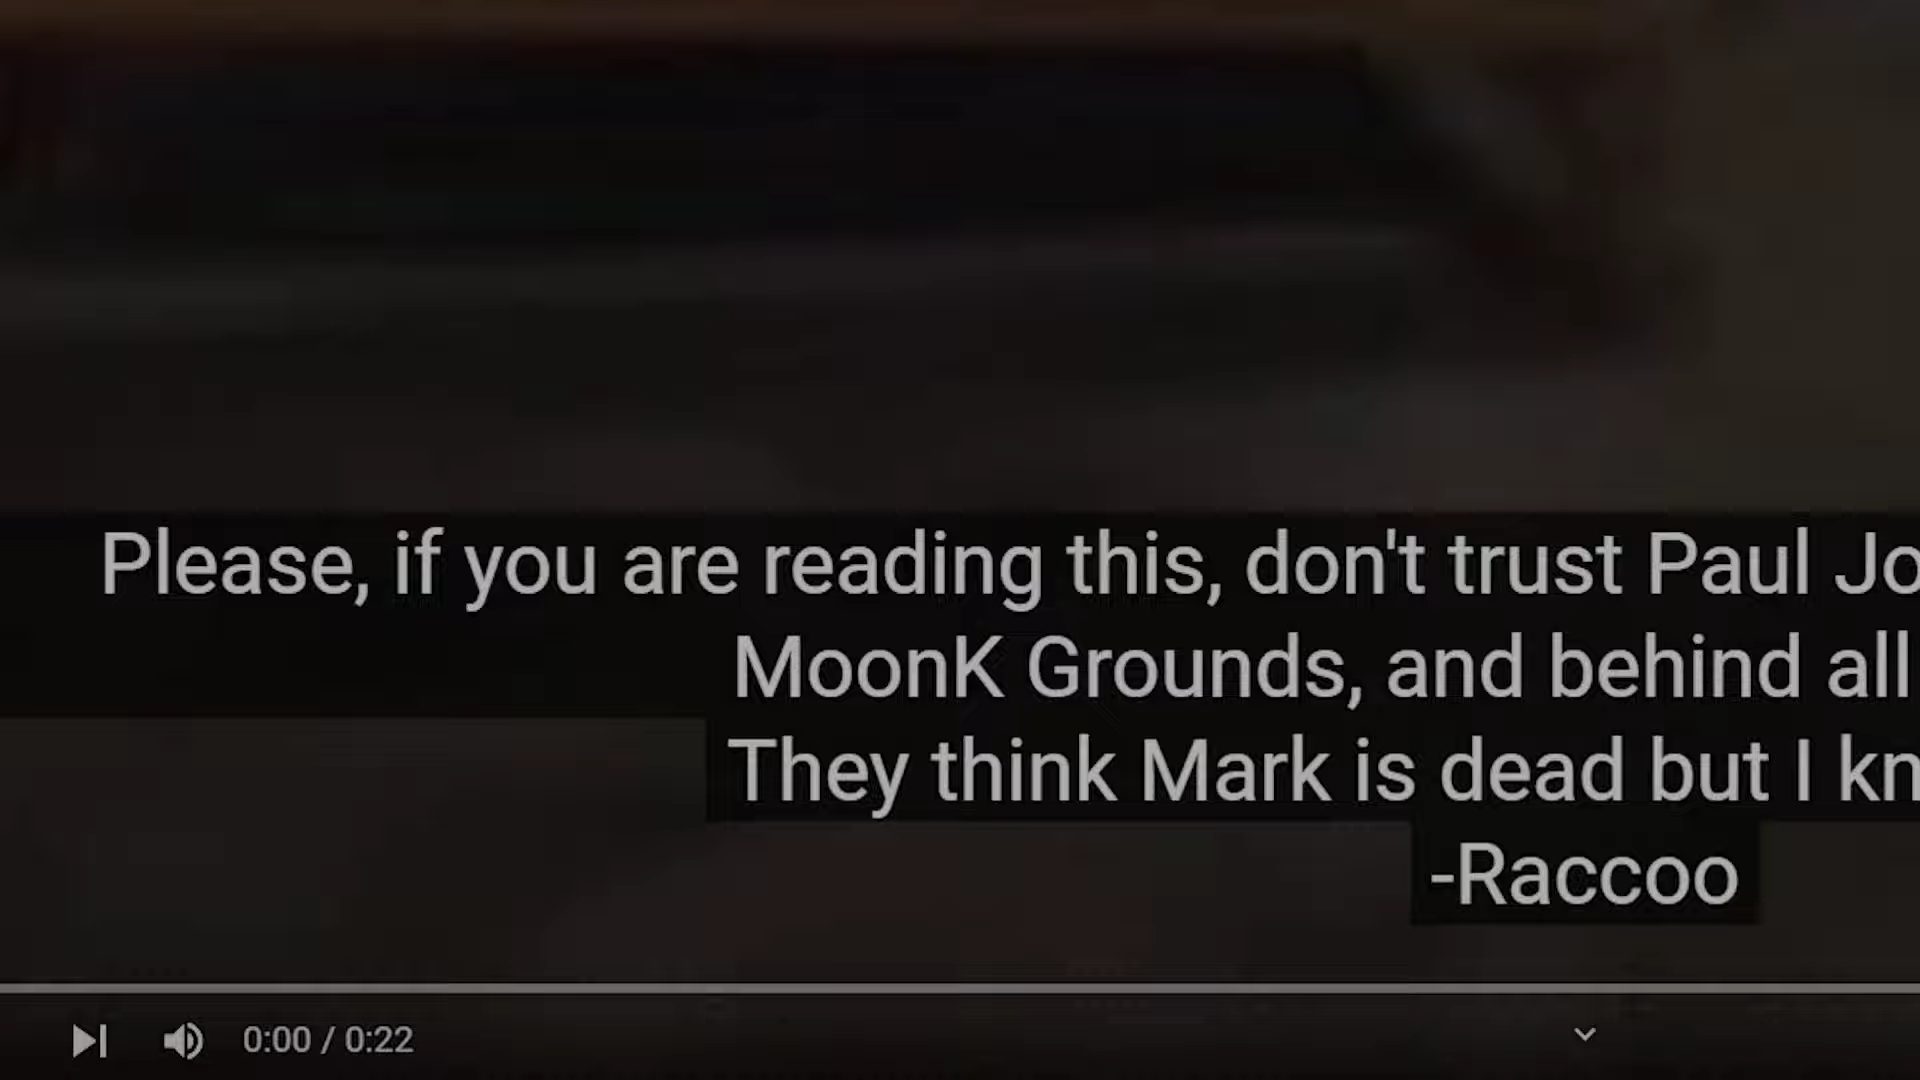 Please, if you are reading this, don't trust Paul Jo
MoonK Grounds, and behind all
They think Mark is dead but I kn
-Raccoo
0:00 / 0:22